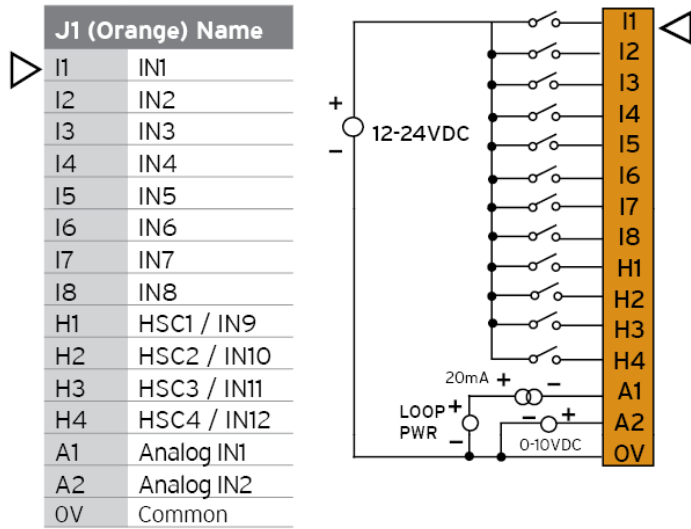 J1 (Orange) Name
I1 IN1
I2 IN2
I3 IN3
I4 IN4
I5 IN5
I6 IN6
I7 IN7
I8 IN8
H1 HSC1 / IN9
H2 HSC2 / IN10
H3 HSC3 / IN11
H4 HSC4 / IN12
A1 Analog IN1
A2 Analog IN2
0V Common
+
12-24VDC
−
I1
I2
I3
I4
I5
I6
I7
I8
H1
H2
H3
H4
20mA + − A1
LOOP + − + A2
PWR
− 0-10VDC
0V